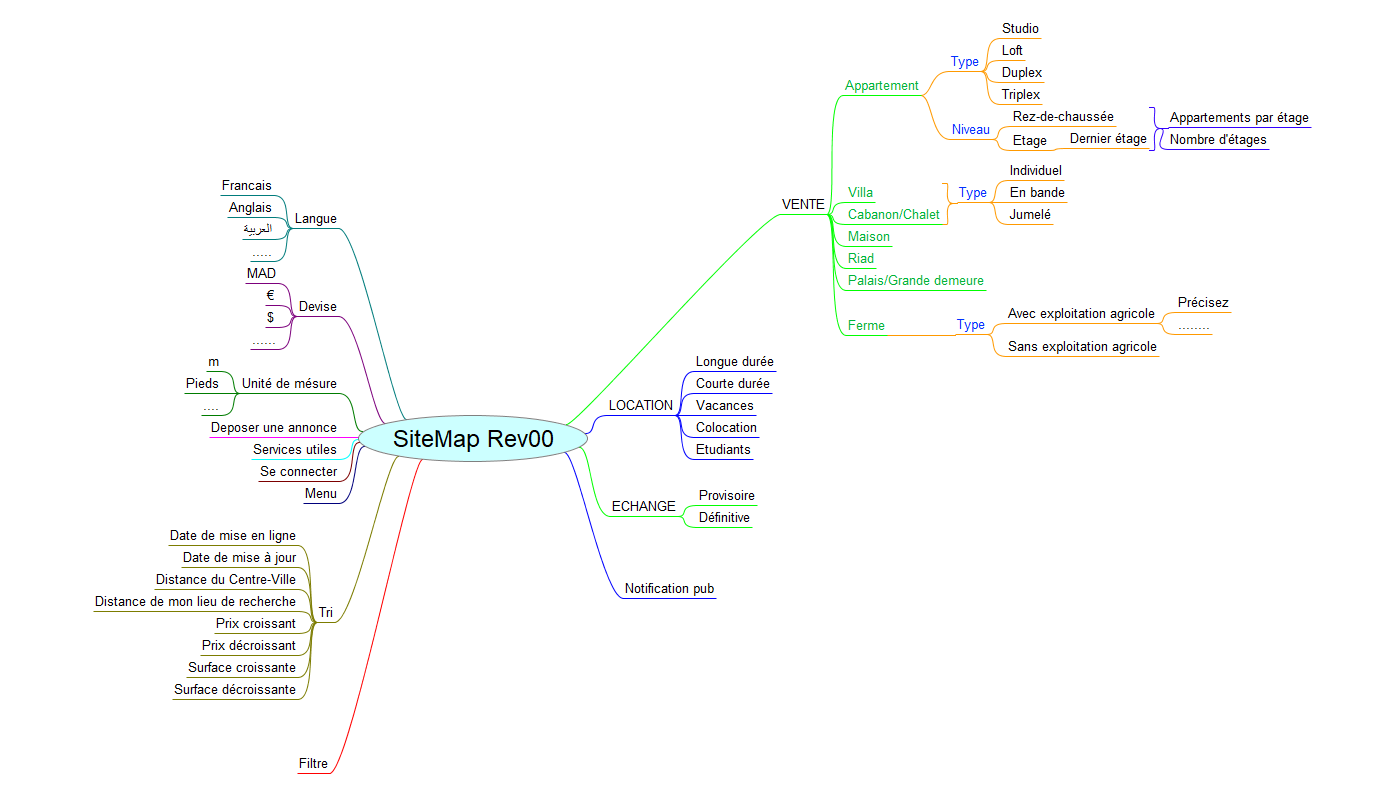 SiteMap Rev00
Langue
Francais
Anglais
العربية
.....
Devise
MAD
€
$
......
Unité de mésure
m
Pieds
....
Deposer une annonce
Services utiles
Se connecter
Menu
Tri
Date de mise en ligne
Date de mise à jour
Distance du Centre-Ville
Distance de mon lieu de recherche
Prix croissant
Prix décroissant
Surface croissante
Surface décroissante
Filtre
VENTE
Appartement
Type
Studio
Loft
Duplex
Triplex
Niveau
Rez-de-chaussée
Etage
Dernier étage
Appartements par étage
Nombre d'étages
Villa
Cabanon/Chalet
Type
Individuel
En bande
Jumelé
Maison
Riad
Palais/Grande demeure
Ferme
Type
Avec exploitation agricole
Précisez
........
Sans exploitation agricole
LOCATION
Longue durée
Courte durée
Vacances
Colocation
Etudiants
ECHANGE
Provisoire
Définitive
Notification pub